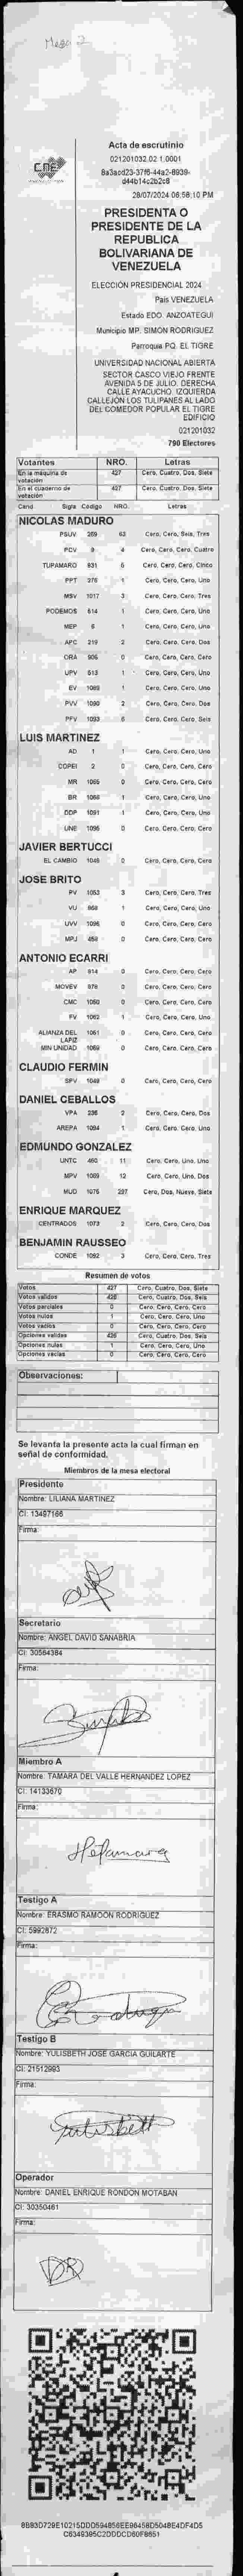 Mesa 2
CNE
Acta de escrutinio
021201032.02.1.0001
8a3acd23-37f6-44a2-8939-
d44b14c2b2c8
28/07/2024 06:56:10 PM
PRESIDENTA O
PRESIDENTE DE LA
REPUBLICA
BOLIVARIANA DE
VENEZUELA
ELECCIÓN PRESIDENCIAL 2024
País VENEZUELA
Estado EDO. ANZOATEGUI
Municipio MP. SIMON RODRIGUEZ
Parroquia PQ. EL TIGRE
UNIVERSIDAD NACIONAL ABIERTA
SECTOR CASCO VIEJO FRENTE
AVENIDA 5 DE JULIO. DERECHA
CALLE AYACUCHO. IZQUIERDA
CALLEJON LOS TULIPANES AL LADO
DEL COMEDOR POPULAR EL TIGRE
EDIFICIO
021201032
790 Electores
Votantes NRO. Letras
En la máquina de votación 427 Cero, Cuatro, Dos, Siete
En el cuaderno de votación 427 Cero, Cuatro, Dos, Siete
Cand Sigla Código NRO. Letras
NICOLAS MADURO
PSUV 269 63 Cero, Cero, Seis, Tres
PCV 4 Cero, Cero, Cero, Cuatro
TUPAMARO 831 5 Cero, Cero, Cero, Cinco
PPT 276 1 Cero, Cero, Cero, Uno
MSV 1017 3 Cero, Cero, Cero, Tres
PODEMOS 614 1 Cero, Cero, Cero, Uno
MEP 6 1 Cero, Cero, Cero, Uno
APC 219 2 Cero, Cero, Cero, Dos
ORA 906 0 Cero, Cero, Cero, Cero
UPV 513 1 Cero, Cero, Cero, Uno
EV 1089 1 Cero, Cero, Cero, Uno
PVV 1090 2 Cero, Cero, Cero, Dos
PFV 1093 6 Cero, Cero, Cero, Seis
LUIS MARTINEZ
AD 1 1 Cero, Cero, Cero, Uno
COPEI 2 0 Cero, Cero, Cero, Cero
MR 1065 0 Cero, Cero, Cero, Cero
BR 1068 1 Cero, Cero, Cero, Uno
DDP 1091 1 Cero, Cero, Cero, Uno
UNE 1096 0 Cero, Cero, Cero, Cero
JAVIER BERTUCCI
EL CAMBIO 1048 0 Cero, Cero, Cero, Cero
JOSE BRITO
PV 1053 3 Cero, Cero, Cero, Tres
VU 868 1 Cero, Cero, Cero, Uno
UVV 1095 0 Cero, Cero, Cero, Cero
MPJ 458 0 Cero, Cero, Cero, Cero
ANTONIO ECARRI
AP 914 0 Cero, Cero, Cero, Cero
MOVEV 978 0 Cero, Cero, Cero, Cero
CMC 1050 0 Cero, Cero, Cero, Cero
FV 1062 1 Cero, Cero, Cero, Uno
ALIANZA DEL LAPIZ 1061 0 Cero, Cero, Cero, Cero
MIN UNIDAD 1069 0 Cero, Cero, Cero, Cero
CLAUDIO FERMIN
SPV 1049 0 Cero, Cero, Cero, Cero
DANIEL CEBALLOS
VPA 236 2 Cero, Cero, Cero, Dos
AREPA 1094 1 Cero, Cero, Cero, Uno
EDMUNDO GONZALEZ
UNTC 460 11 Cero, Cero, Uno, Uno
MPV 1069 12 Cero, Cero, Uno, Dos
MUD 1075 297 Cero, Dos, Nueve, Siete
ENRIQUE MARQUEZ
CENTRADOS 1073 2 Cero, Cero, Cero, Dos
BENJAMIN RAUSSEO
CONDE 1092 3 Cero, Cero, Cero, Tres
Resumen de votos
Votos 427 Cero, Cuatro, Dos, Siete
Votos válidos 426 Cero, Cuatro, Dos, Seis
Votos parciales 0 Cero, Cero, Cero, Cero
Votos nulos Cero, Cero, Cero, Uno
Votos vacíos 0 Cero, Cero, Cero, Cero
Opciones válidas 426 Cero, Cuatro, Dos, Seis
Opciones nulas Cero, Cero, Cero, Uno
Opciones vacías 0 Cero, Cero, Cero, Cero
Observaciones:
Se levanta la presente acta la cual firman en
señal de conformidad.
Miembros de la mesa electoral
Presidente
Nombre: LILIANA MARTINEZ
CI: 13497166
Firma:
Secretario
Nombre: ANGEL DAVID SANABRIA
CI: 30564384
Firma:
Miembro A
Nombre: TAMARA DEL VALLE HERNANDEZ LOPEZ
CI: 14133670
Firma:
Testigo A
Nombre: ERASMO RAMOON RODRIGUEZ
CI: 5992872
Firma:
Testigo B
Nombre: YULISBETH JOSE GARCIA GUILARTE
CI: 21512993
Firma:
Yulisbett
Operador
Nombre: DANIEL ENRIQUE RONDON MOTABAN
CI: 30350461
Firma:
DR
8B83D729E10215DDD594856EE96458D5048E4DF4D5
C6349395C2DDDCD60F8651